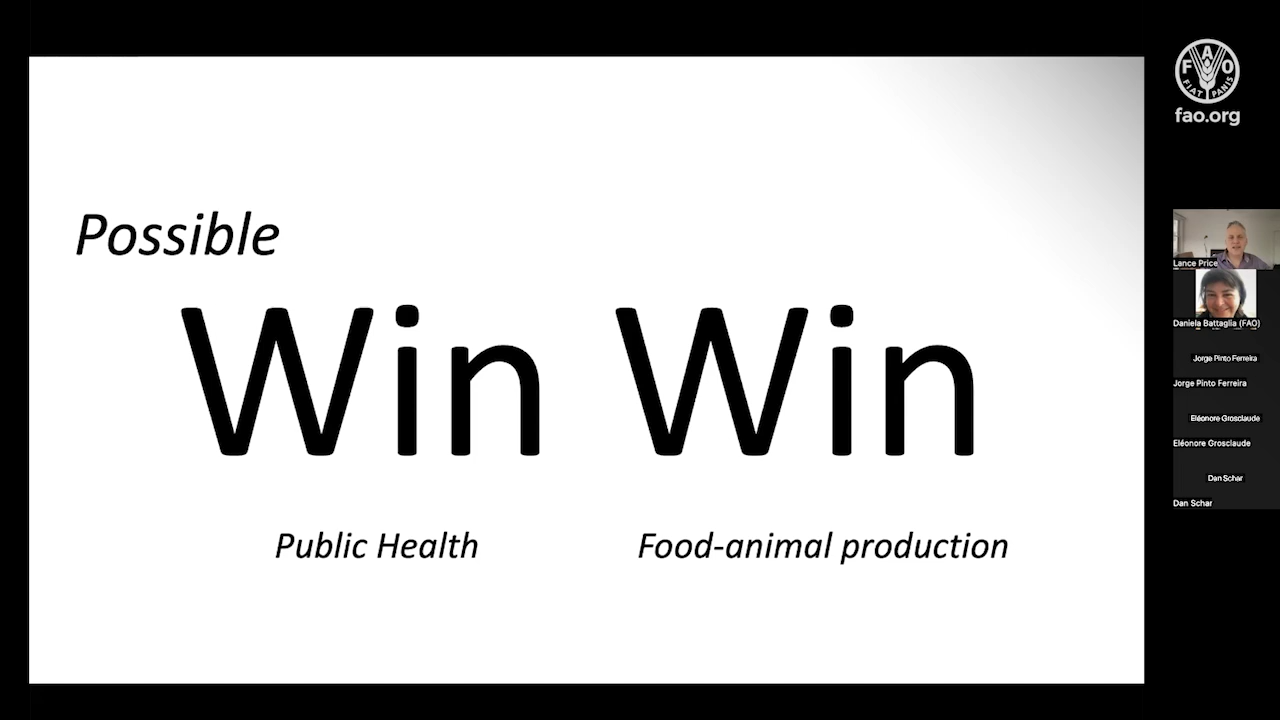 Possible
Win Win
Public Health
Food-animal production
FAO
FIAT PANIS
fao.org
Lance Price
Daniela Battaglia (FAO)
Jorge Pinto Ferreira
Jorge Pinto Ferreira
Eléonore Grosclaude
Eléonore Grosclaude
Dan Schar
Dan Schar